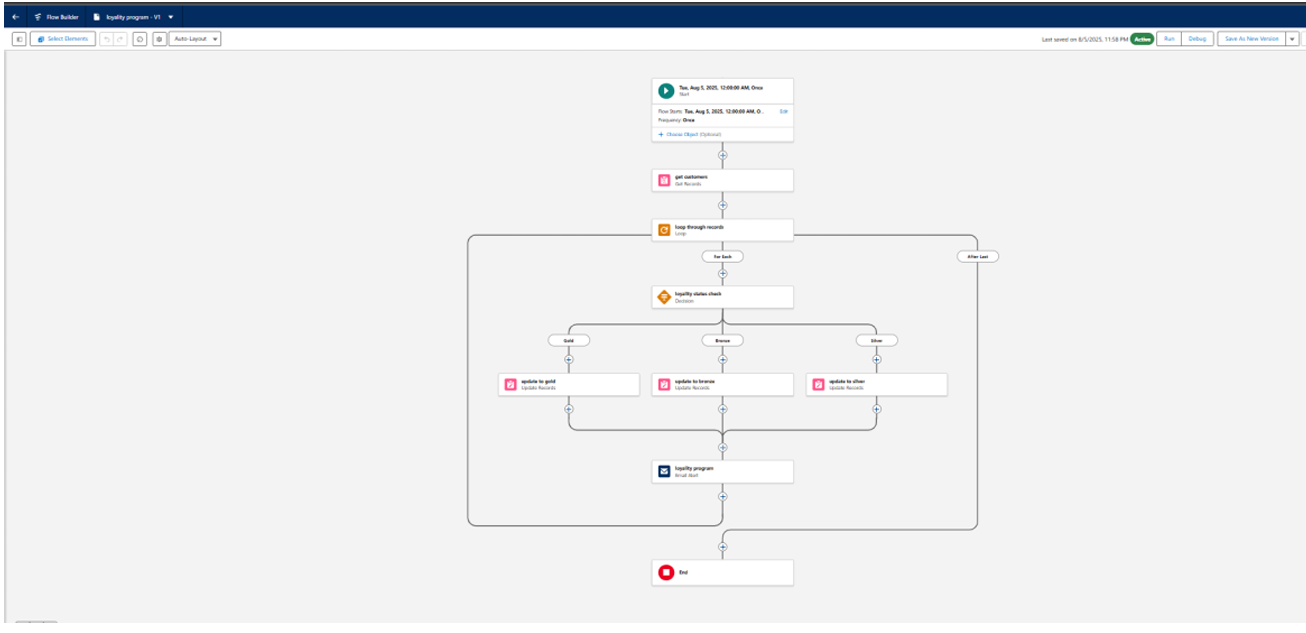 Flow Builder
loyality program - V1
Select Elements
Auto-Layout
Last saved on 8/5/2025, 11:58 PM
Active
Run
Debug
Save As New Version
Tue, Aug 5, 2025, 12:00:00 AM, Once
Start
Flow Starts: Tue, Aug 5, 2025, 12:00:00 AM, O...
Edit
Frequency: Once
+ Choose Object (Optional)
get customers
Get Records
loop through records
Loop
For Each
After Last
loyality status check
Decision
Gold
Bronze
Silver
update to gold
Update Records
update to bronze
Update Records
update to silver
Update Records
loyality program
Email Alert
End